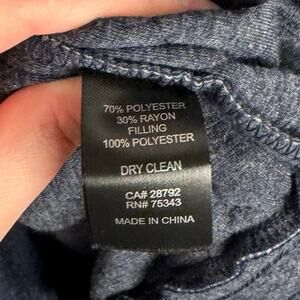 70% POLYESTER
30% RAYON
FILLING
100% POLYESTER
DRY CLEAN
CA# 28792
RN# 75343
MADE IN CHINA